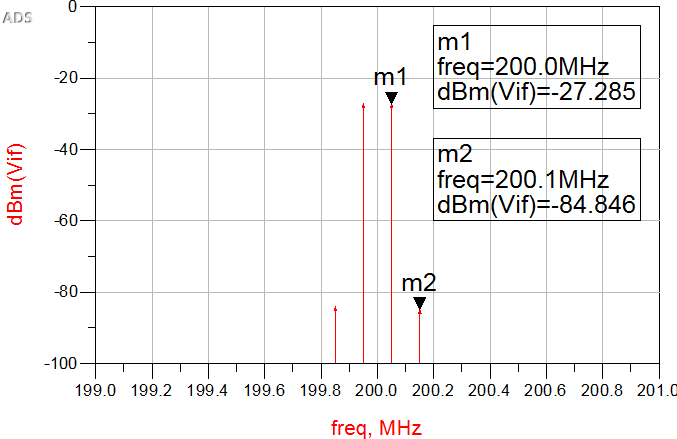 ADS
0
-20
-40
-60
-80
-100
dBm(Vif)
m1
m2
m1
freq=200.0MHz
dBm(Vif)=-27.285
m2
freq=200.1MHz
dBm(Vif)=-84.846
199.0 199.2 199.4 199.6 199.8 200.0 200.2 200.4 200.6 200.8 201.0
freq, MHz